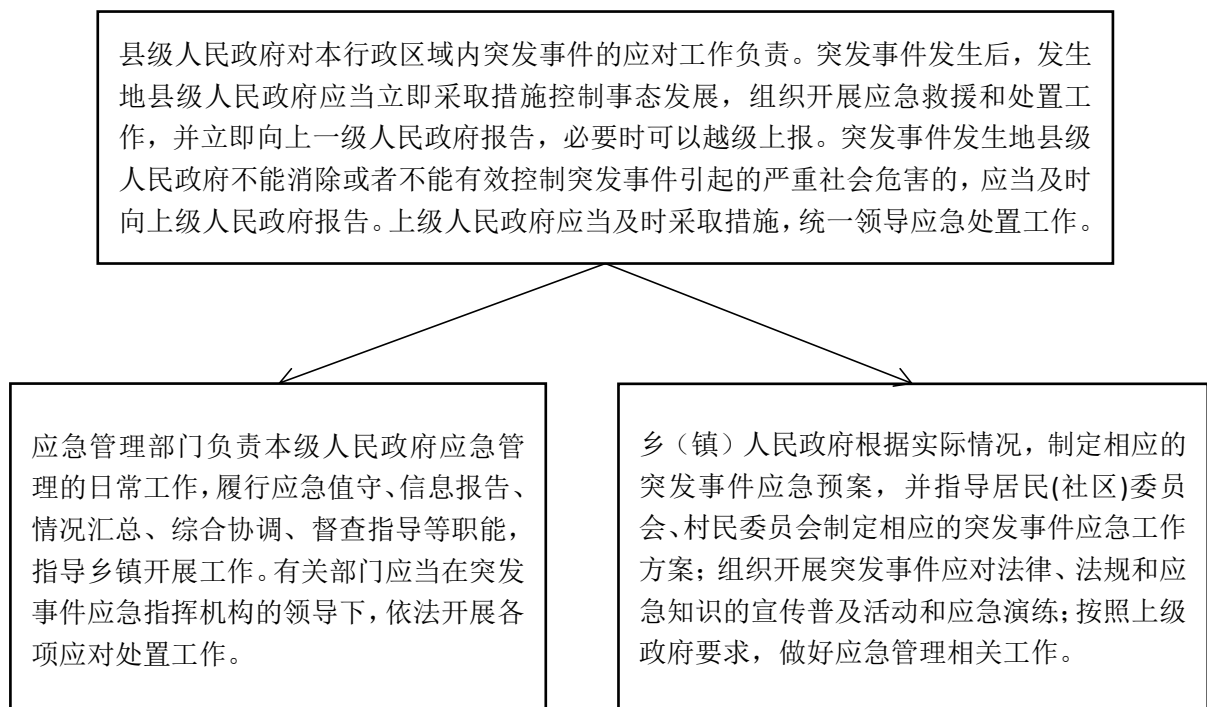 县级人民政府对本行政区域内突发事件的应对工作负责。突发事件发生后，发生
地县级人民政府应当立即采取措施控制事态发展，组织开展应急救援和处置工
作，并立即向上一级人民政府报告，必要时可以越级上报。突发事件发生地县级
人民政府不能消除或者不能有效控制突发事件引起的严重社会危害的，应当及时
向上级人民政府报告。上级人民政府应当及时采取措施，统一领导应急处置工作。
应急管理部门负责本级人民政府应急管
理的日常工作，履行应急值守、信息报告、
情况汇总、综合协调、督查指导等职能，
指导乡镇开展工作。有关部门应当在突发
事件应急指挥机构的领导下，依法开展各
项应对处置工作。
乡（镇）人民政府根据实际情况，制定相应的
突发事件应急预案，并指导居民(社区)委员
会、村民委员会制定相应的突发事件应急工作
方案；组织开展突发事件应对法律、法规和应
急知识的宣传普及活动和应急演练；按照上级
政府要求，做好应急管理相关工作。